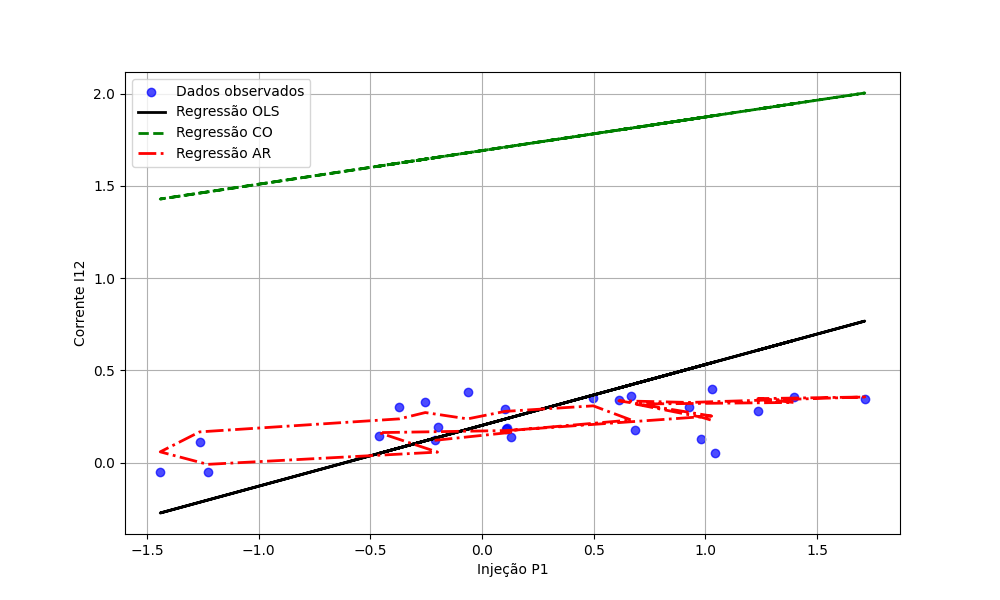 Dados observados
Regressão OLS
Regressão CO
Regressão AR
2.0
1.5
1.0
0.5
0.0
Corrente I12
−1.5 −1.0 −0.5 0.0 0.5 1.0 1.5
Injeção P1